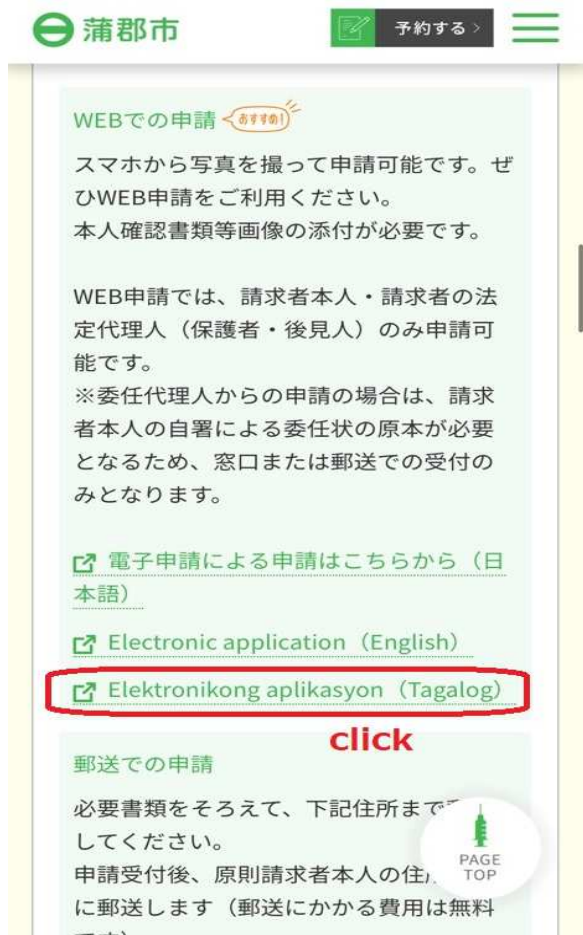 蒲郡市
予約する >
WEBでの申請 おすすめ!
スマホから写真を撮って申請可能です。ぜ
ひWEB申請をご利用ください。
本人確認書類等画像の添付が必要です。
WEB申請では、請求者本人・請求者の法
定代理人（保護者・後見人）のみ申請可
能です。
※委任代理人からの申請の場合は、請求
者本人の自署による委任状の原本が必要
となるため、窓口または郵送での受付の
みとなります。
電子申請による申請はこちらから（日
本語）
Electronic application（English）
Elektronikong aplikasyon（Tagalog）
click
郵送での申請
必要書類をそろえて、下記住所まで
してください。
申請受付後、原則請求者本人の住
に郵送します（郵送にかかる費用は無料
PAGE
TOP